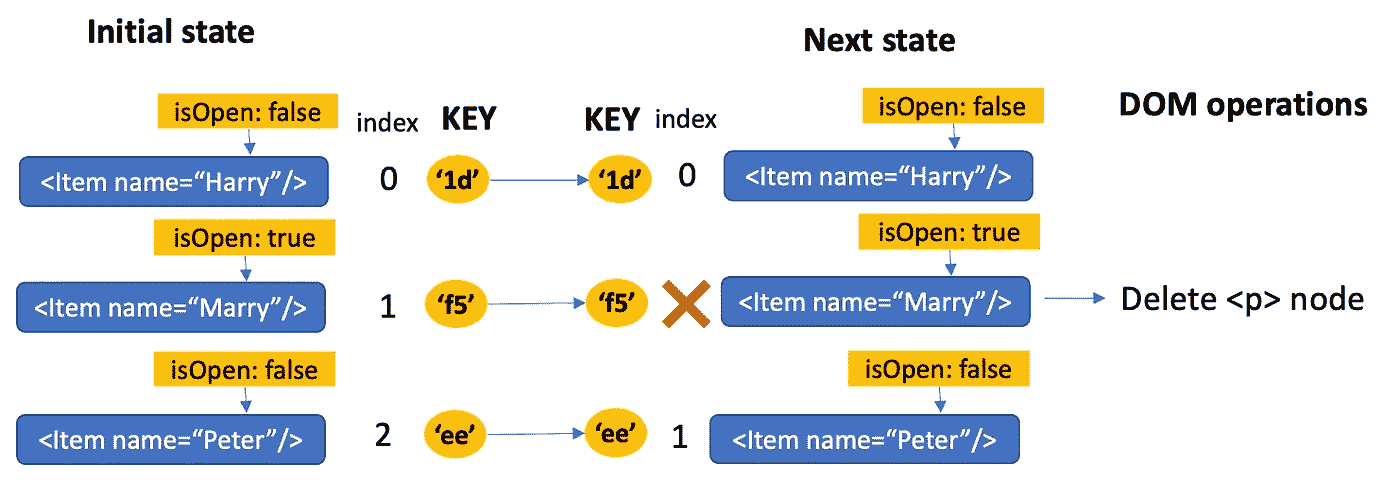 Initial state
Next state
isOpen: false
index
KEY
KEY
index
isOpen: false
DOM operations
<Item name=“Harry”/>
0
‘1d’
‘1d’
0
<Item name=“Harry”/>
isOpen: true
isOpen: true
<Item name=“Marry”/>
1
‘f5’
‘f5’
<Item name=“Marry”/>
Delete <p> node
isOpen: false
isOpen: false
<Item name=“Peter”/>
2
‘ee’
‘ee’
1
<Item name=“Peter”/>